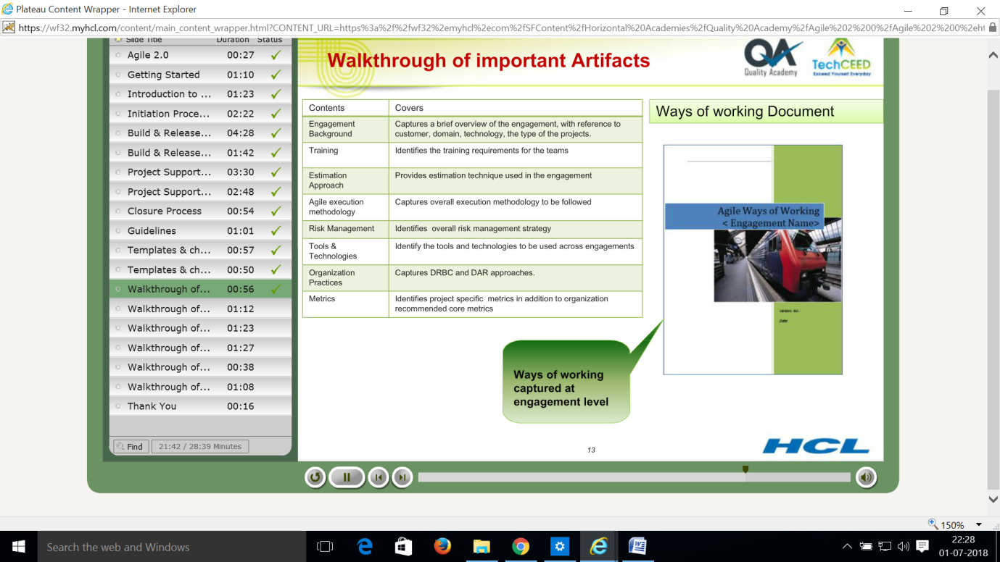 Plateau Content Wrapper - Internet Explorer
https://wf32.myhcl.com/content/main_content_wrapper.html?CONTENT_URL=https%3a%2f%2fwf32%2emyhcl%2ecom%2fSFContent%2fHorizontal%20Academies%2fQuality%20Academy%2fAgile%202%200%2fAgile%202%200%2eht
Slide Title Duration Status
Agile 2.0 00:27
Getting Started 01:10
Introduction to ... 01:23
Initiation Proce... 02:22
Build & Release... 04:28
Build & Release... 01:42
Project Support... 03:30
Project Support... 02:48
Closure Process 00:54
Guidelines 01:01
Templates & ch... 00:57
Templates & ch... 00:50
Walkthrough of... 00:56
Walkthrough of... 01:12
Walkthrough of... 01:23
Walkthrough of... 01:27
Walkthrough of... 00:38
Walkthrough of... 01:08
Thank You 00:16
Find 21:42 / 28:39 Minutes
Walkthrough of important Artifacts
QA
Quality Academy
TechCEED
Exceed Yourself Everyday
Contents Covers
Engagement
Background
Captures a brief overview of the engagement, with reference to
customer, domain, technology, the type of the projects.
Training Identifies the training requirements for the teams
Estimation
Approach
Provides estimation technique used in the engagement
Agile execution
methodology
Captures overall execution methodology to be followed
Risk Management Identifies overall risk management strategy
Tools &
Technologies
Identify the tools and technologies to be used across engagements
Organization
Practices
Captures DRBC and DAR approaches.
Metrics
Identifies project specific metrics in addition to organization
recommended core metrics
Ways of working Document
Agile Ways of Working
< Engagement Name>
Version No.:
Date:
Ways of working
captured at
engagement level
13
HCL
150%
Search the web and Windows
22:28
01-07-2018